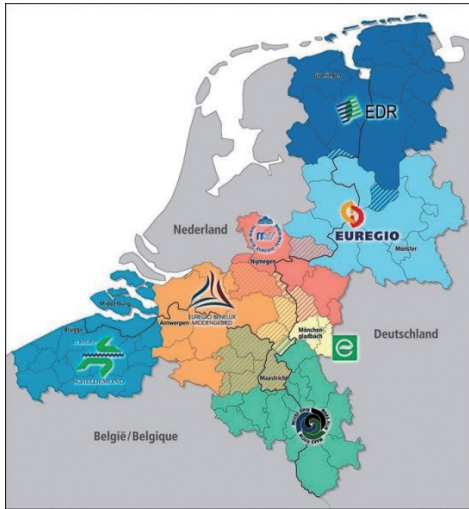 Groningen
EDR
EUREGIO
Münster
Nederland
Nijmegen
Middelburg
Antwerpen
EUREGIO BENELUX
MIDDENGEBIED
Brugge
Mönchen-
gladbach
Deutschland
SCHELDEMOND
Maastricht
België/Belgique